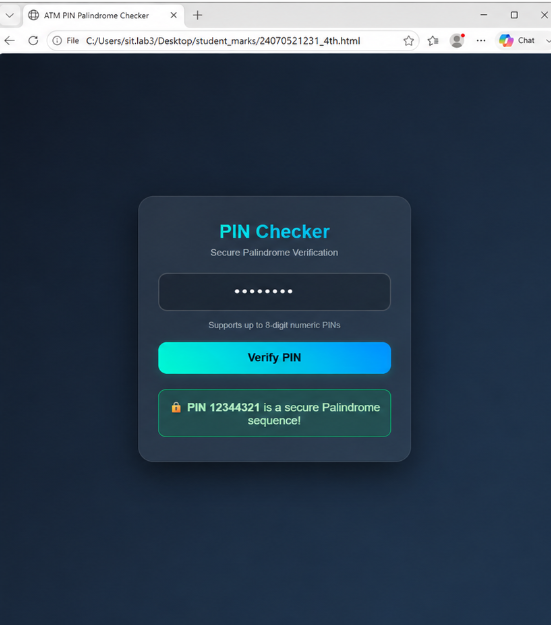 ATM PIN Palindrome Checker
File C:/Users/sit.lab3/Desktop/student_marks/24070521231_4th.html
Chat
PIN Checker
Secure Palindrome Verification
••••••••
Supports up to 8-digit numeric PINs
Verify PIN
🔒 PIN 12344321 is a secure Palindrome
sequence!